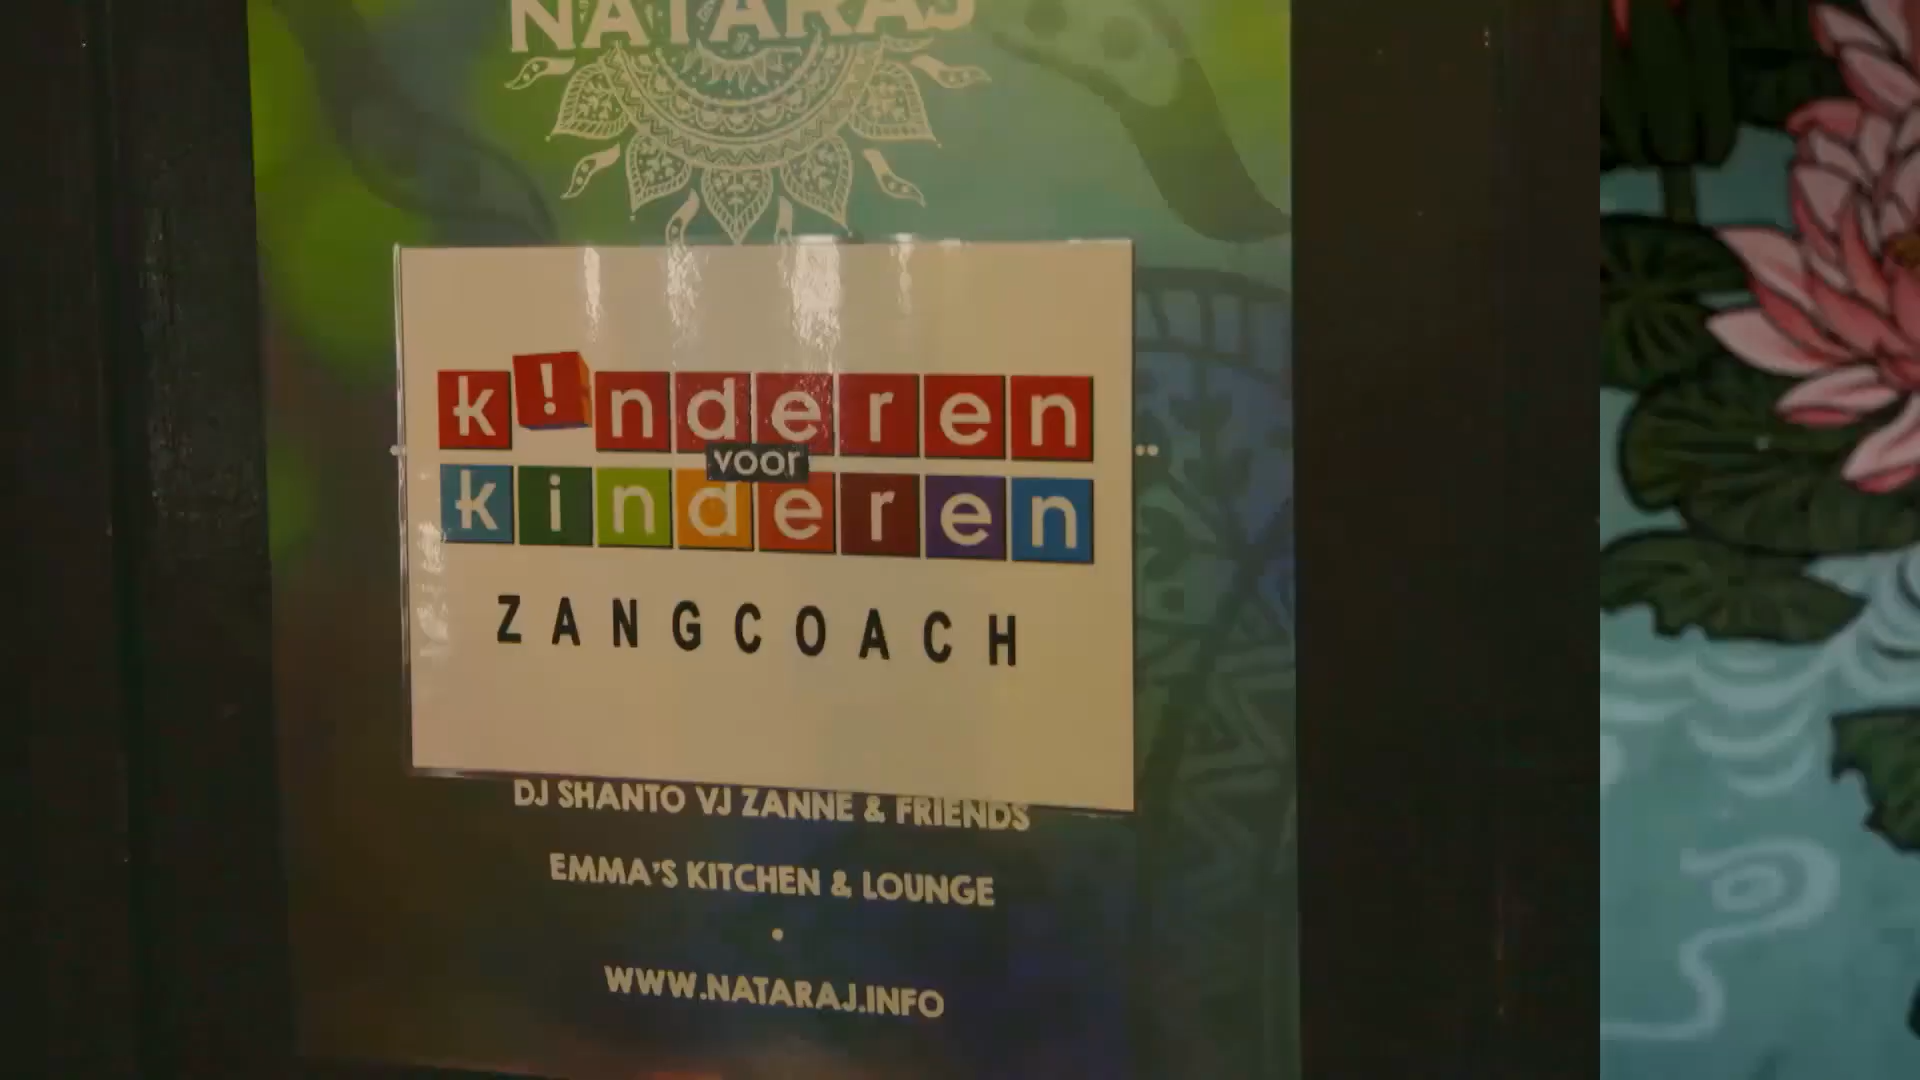 NATARAJ
k!nderen
voor
kinderen
ZANGCOACH
DJ SHANTO VJ ZANNE & FRIENDS
EMMA'S KITCHEN & LOUNGE
•
WWW.NATARAJ.INFO